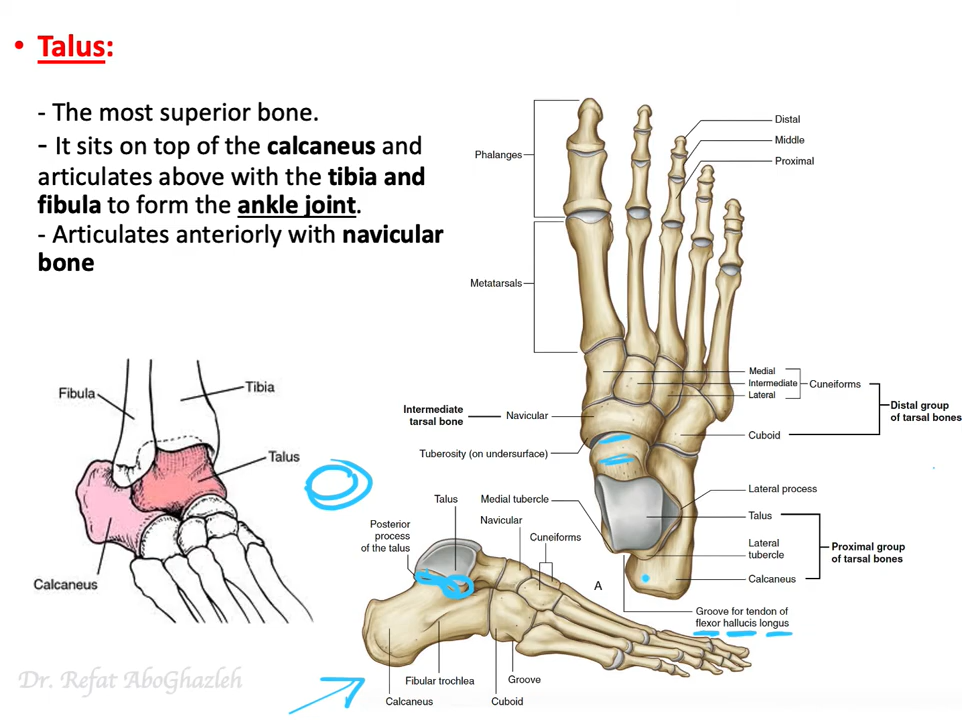 • Talus:
- The most superior bone.
- It sits on top of the calcaneus and
articulates above with the tibia and
fibula to form the ankle joint.
- Articulates anteriorly with navicular
bone
Fibula
Tibia
Talus
Calcaneus
Phalanges
Distal
Middle
Proximal
Metatarsals
Medial
Intermediate
Lateral
Cuneiforms
Distal group
of tarsal bones
Intermediate
tarsal bone
Navicular
Cuboid
Tuberosity (on undersurface)
Lateral process
Talus
Medial tubercle
Lateral
tubercle
Proximal group
of tarsal bones
Calcaneus
Groove for tendon of
flexor hallucis longus
A
Talus
Navicular
Cuneiforms
Posterior
process
of the talus
Fibular trochlea
Groove
Calcaneus
Cuboid
Dr. Refat AboGhazleh